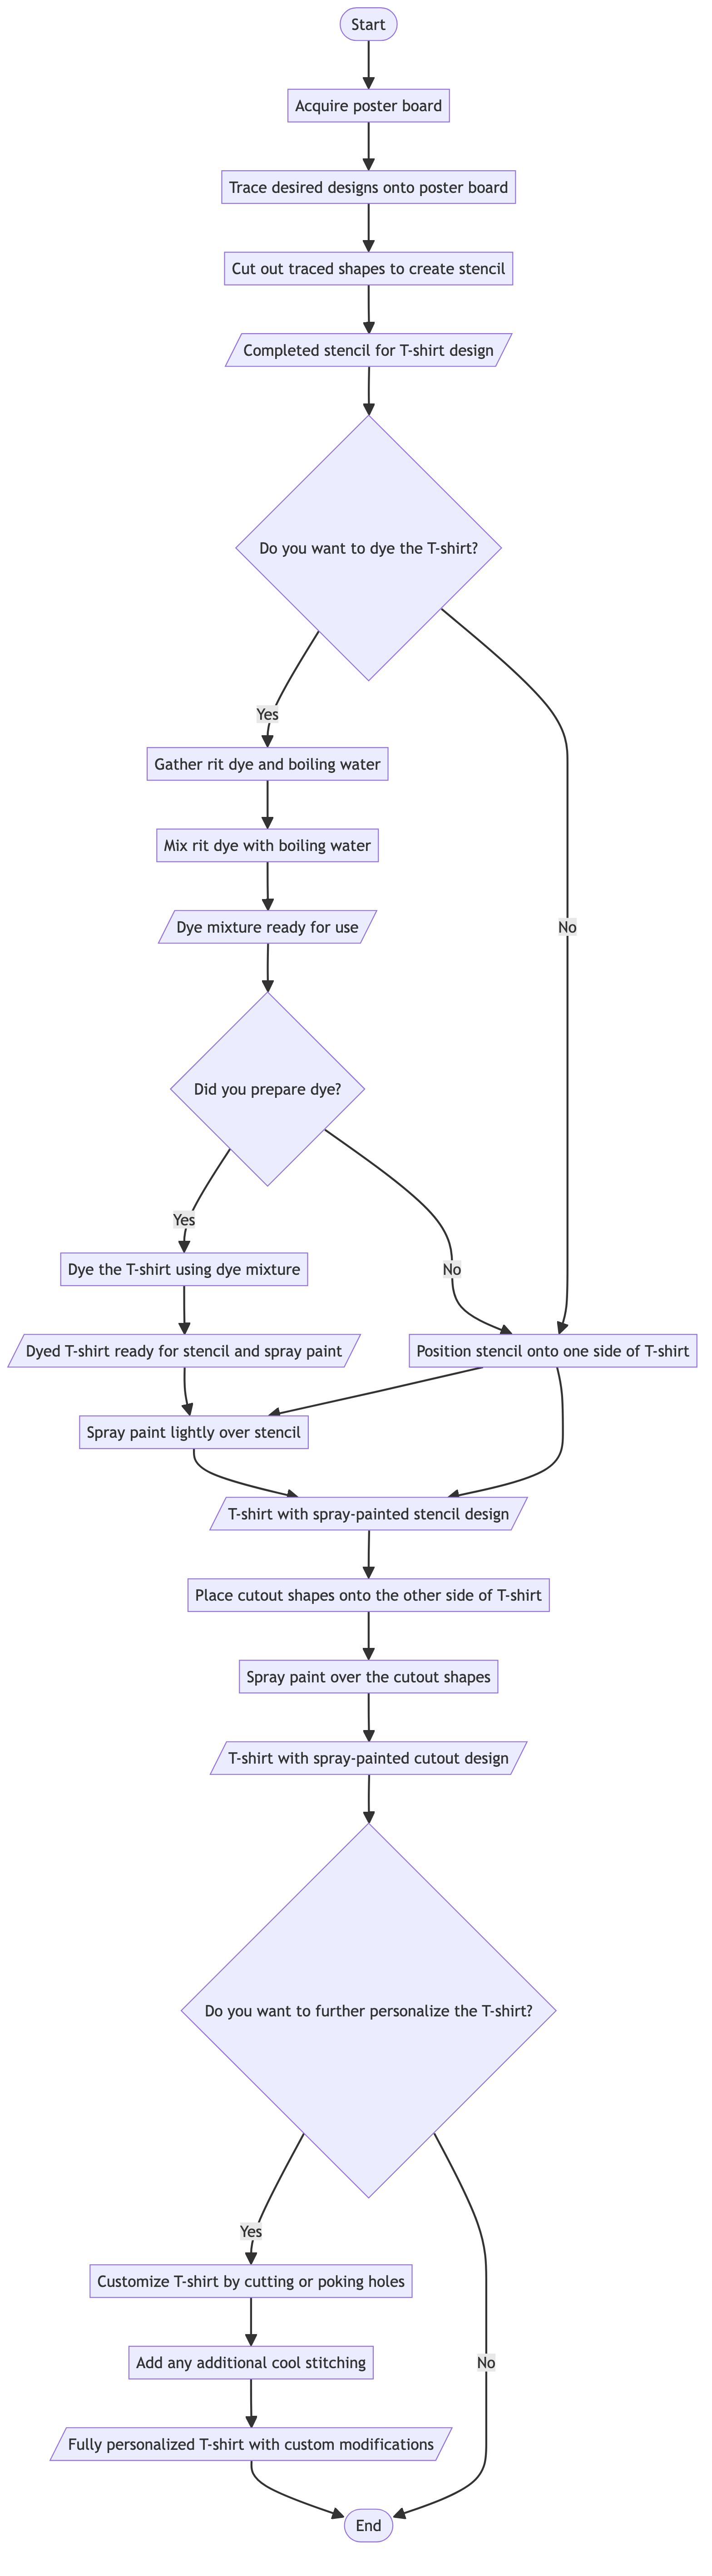 Start
Acquire poster board
Trace desired designs onto poster board
Cut out traced shapes to create stencil
Completed stencil for T-shirt design
Do you want to dye the T-shirt?
Yes
Gather rit dye and boiling water
Mix rit dye with boiling water
Dye mixture ready for use
No
Did you prepare dye?
Yes
Dye the T-shirt using dye mixture
No
Dyed T-shirt ready for stencil and spray paint
Position stencil onto one side of T-shirt
Spray paint lightly over stencil
T-shirt with spray-painted stencil design
Place cutout shapes onto the other side of T-shirt
Spray paint over the cutout shapes
T-shirt with spray-painted cutout design
Do you want to further personalize the T-shirt?
Yes
Customize T-shirt by cutting or poking holes
Add any additional cool stitching
No
Fully personalized T-shirt with custom modifications
End